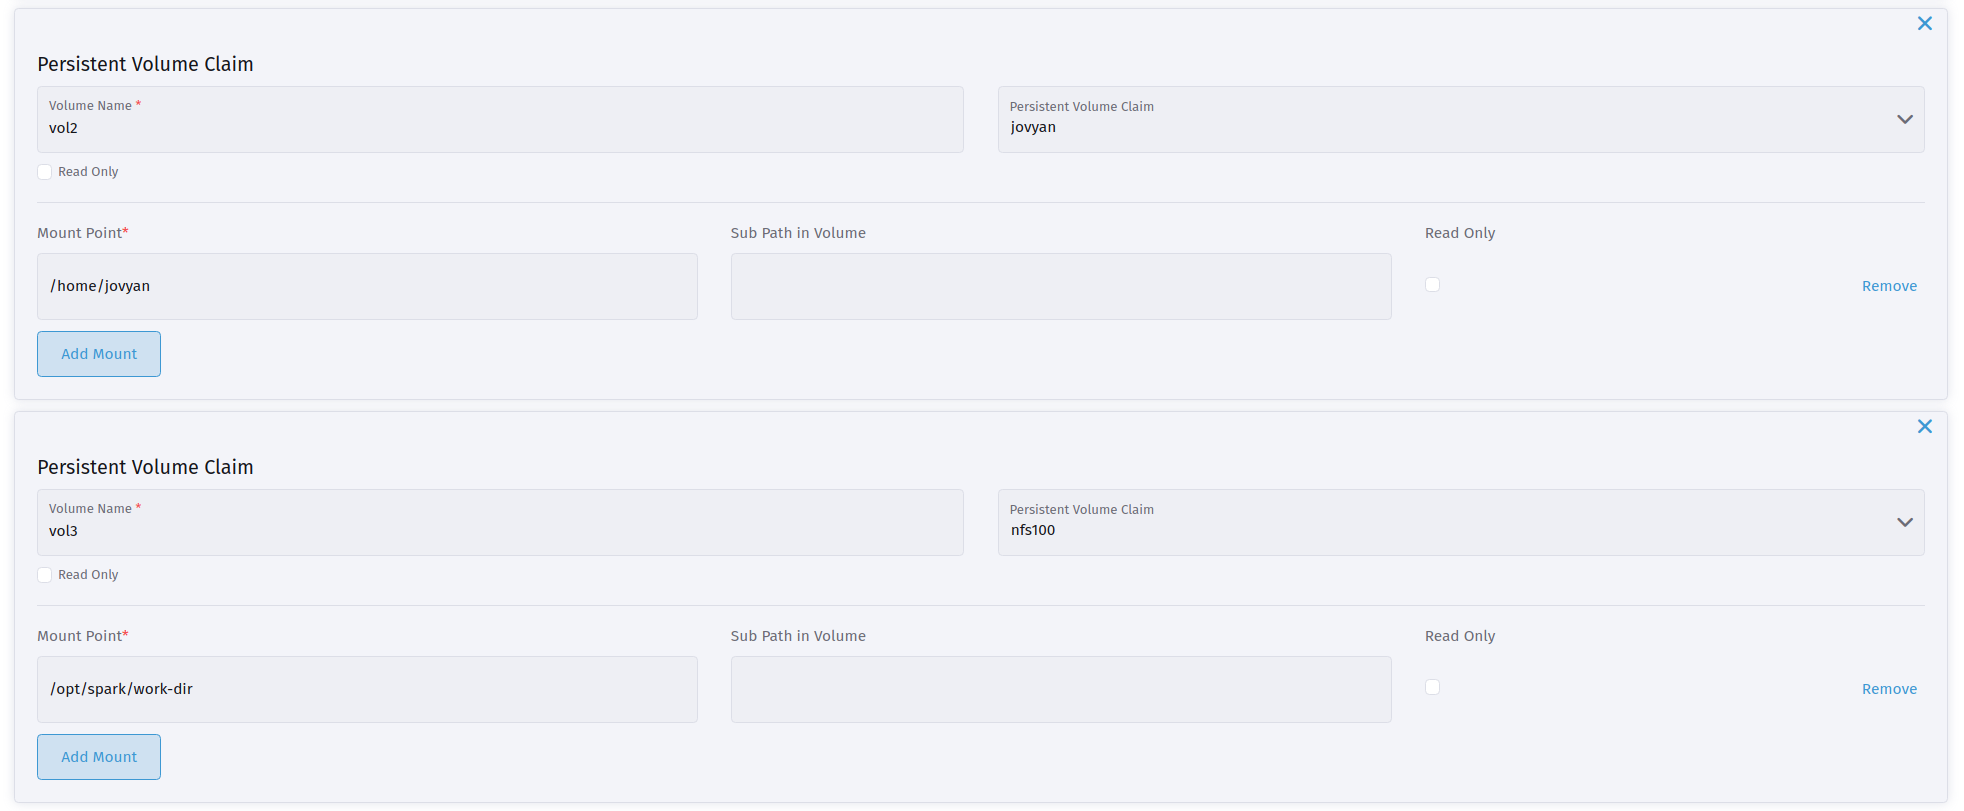 Persistent Volume Claim
Volume Name *
vol2
Persistent Volume Claim
jovyan
Read Only
Mount Point*
Sub Path in Volume
Read Only
/home/jovyan
Remove
Add Mount
Persistent Volume Claim
Volume Name *
vol3
Persistent Volume Claim
nfs100
Read Only
Mount Point*
Sub Path in Volume
Read Only
/opt/spark/work-dir
Remove
Add Mount